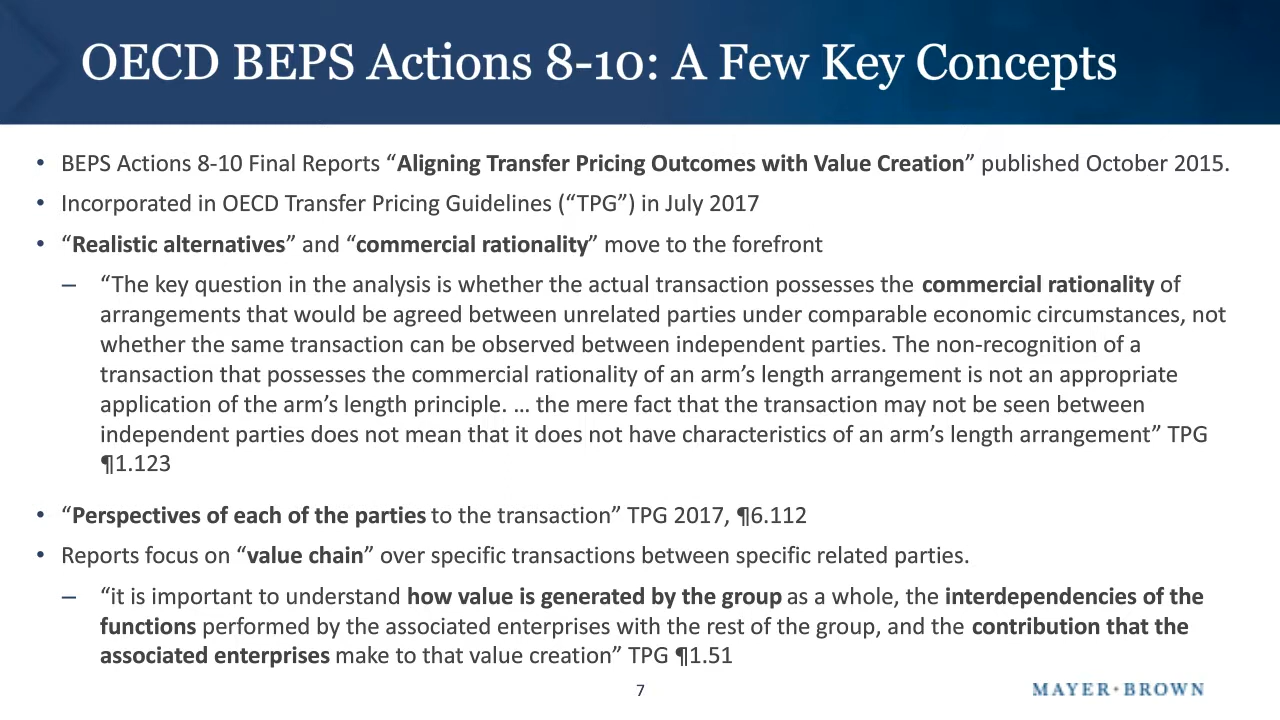 OECD BEPS Actions 8-10: A Few Key Concepts
• BEPS Actions 8-10 Final Reports “Aligning Transfer Pricing Outcomes with Value Creation” published October 2015.
• Incorporated in OECD Transfer Pricing Guidelines (“TPG”) in July 2017
• “Realistic alternatives” and “commercial rationality” move to the forefront
– “The key question in the analysis is whether the actual transaction possesses the commercial rationality of
arrangements that would be agreed between unrelated parties under comparable economic circumstances, not
whether the same transaction can be observed between independent parties. The non-recognition of a
transaction that possesses the commercial rationality of an arm’s length arrangement is not an appropriate
application of the arm’s length principle. … the mere fact that the transaction may not be seen between
independent parties does not mean that it does not have characteristics of an arm’s length arrangement” TPG
¶1.123
• “Perspectives of each of the parties to the transaction” TPG 2017, ¶6.112
• Reports focus on “value chain” over specific transactions between specific related parties.
– “it is important to understand how value is generated by the group as a whole, the interdependencies of the
functions performed by the associated enterprises with the rest of the group, and the contribution that the
associated enterprises make to that value creation” TPG ¶1.51
7
MAYER•BROWN